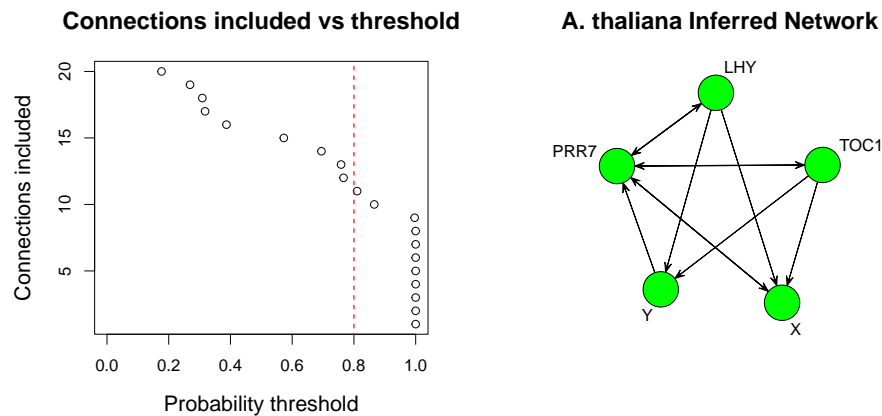 Connections included vs threshold
A. thaliana Inferred Network
Connections included
20
15
10
5
0.0 0.2 0.4 0.6 0.8 1.0
Probability threshold
LHY
PRR7
TOC1
Y
X